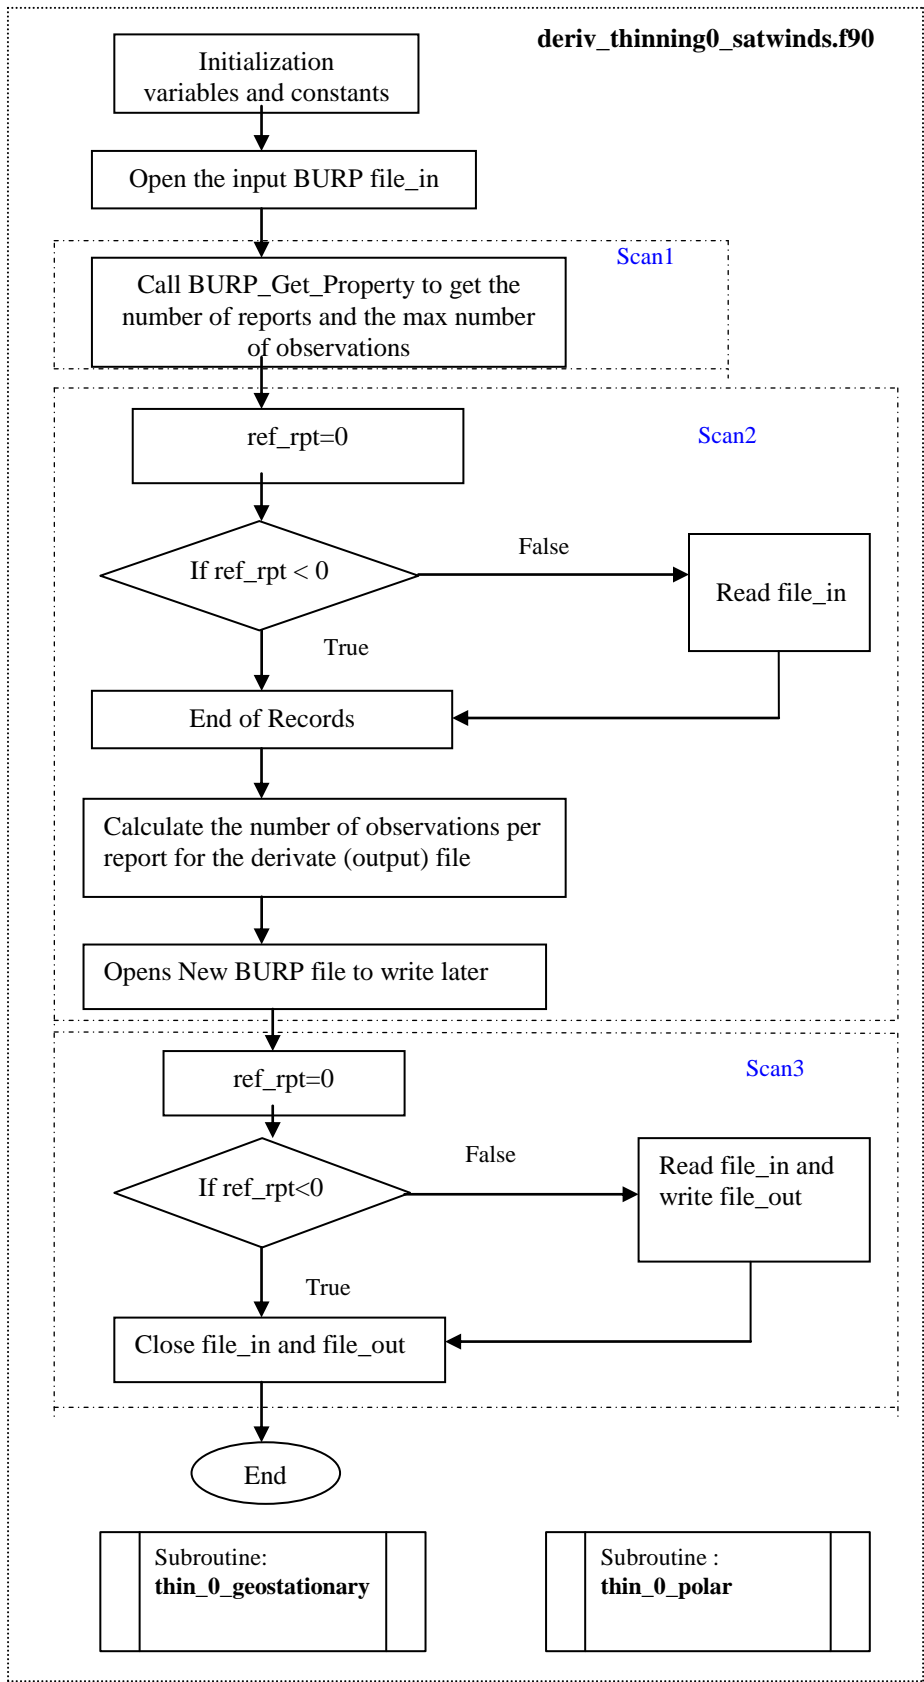 deriv_thinning0_satwinds.f90
Initialization
variables and constants
Open the input BURP file_in
Scan1
Call BURP_Get_Property to get the
number of reports and the max number
of observations
ref_rpt=0
Scan2
If ref_rpt < 0
False
Read file_in
True
End of Records
Calculate the number of observations per
report for the derivate (output) file
Opens New BURP file to write later
ref_rpt=0
Scan3
If ref_rpt<0
False
Read file_in and
write file_out
True
Close file_in and file_out
End
Subroutine:
thin_0_geostationary
Subroutine :
thin_0_polar